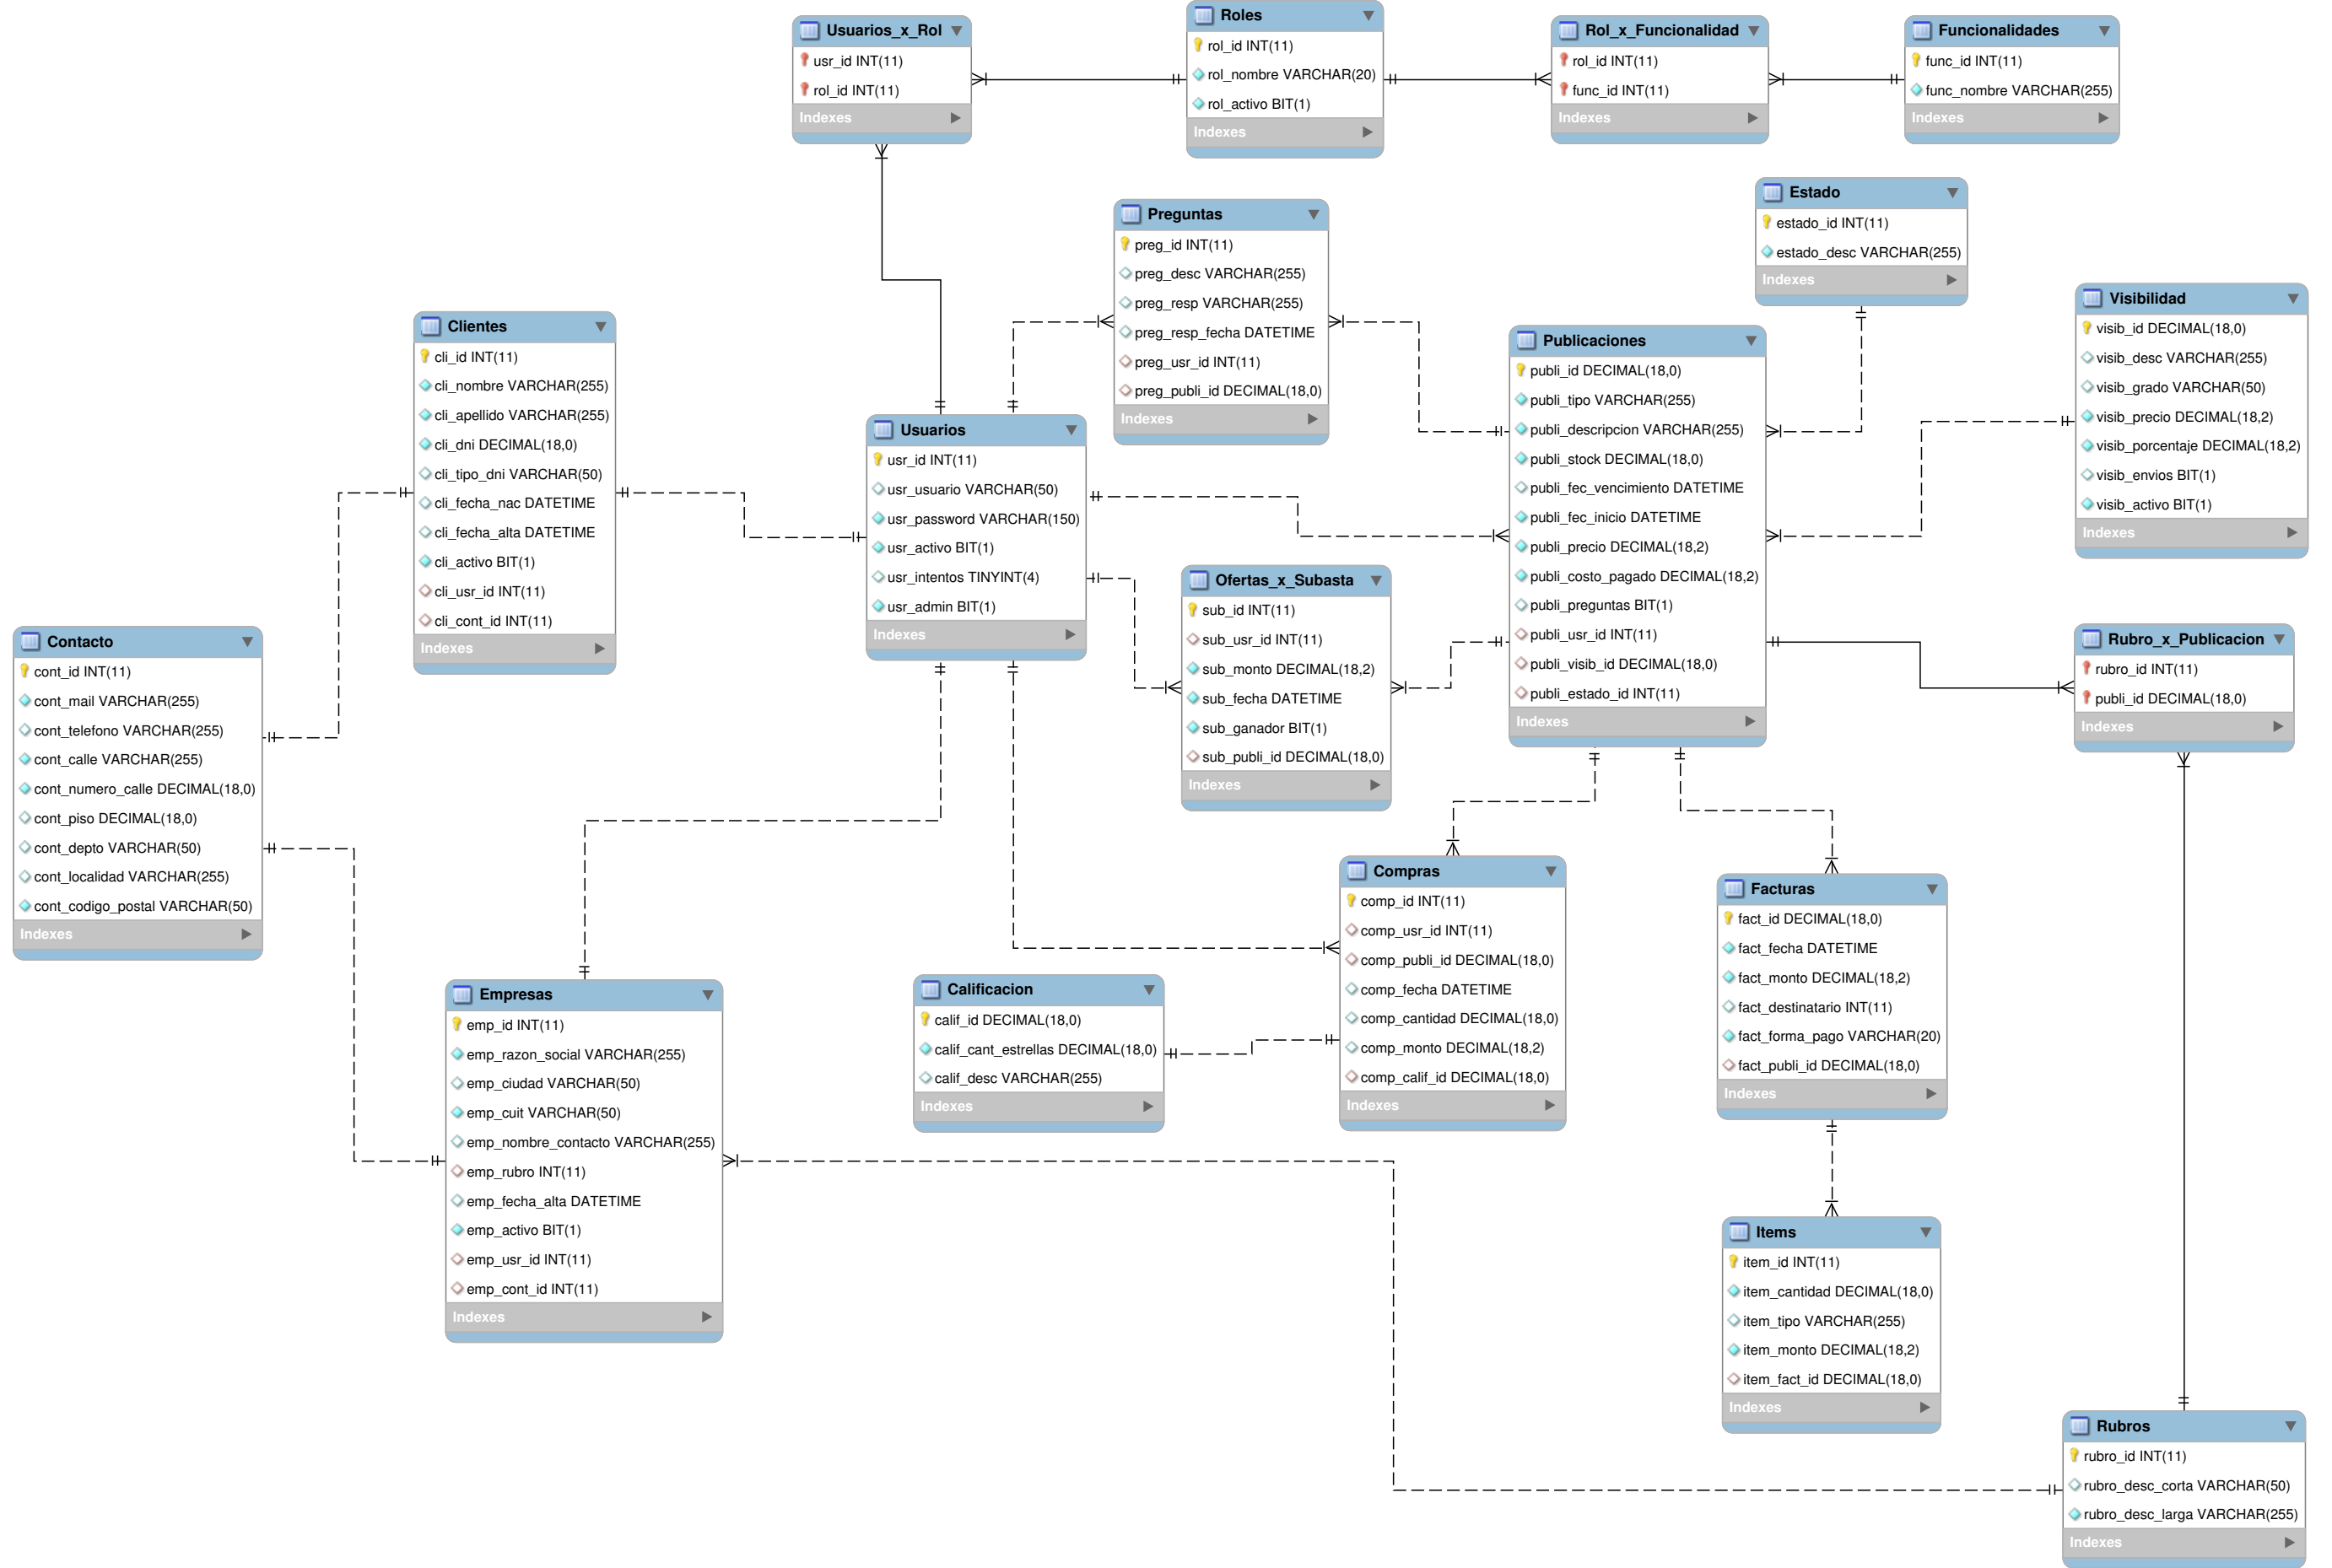 Usuarios_x_Rol
usr_id INT(11)
rol_id INT(11)
Indexes
Roles
rol_id INT(11)
rol_nombre VARCHAR(20)
rol_activo BIT(1)
Indexes
Rol_x_Funcionalidad
rol_id INT(11)
func_id INT(11)
Indexes
Funcionalidades
func_id INT(11)
func_nombre VARCHAR(255)
Indexes
Estado
estado_id INT(11)
estado_desc VARCHAR(255)
Indexes
Preguntas
preg_id INT(11)
preg_desc VARCHAR(255)
preg_resp VARCHAR(255)
preg_resp_fecha DATETIME
preg_usr_id INT(11)
preg_publi_id DECIMAL(18,0)
Indexes
Visibilidad
visib_id DECIMAL(18,0)
visib_desc VARCHAR(255)
visib_grado VARCHAR(50)
visib_precio DECIMAL(18,2)
visib_porcentaje DECIMAL(18,2)
visib_envios BIT(1)
visib_activo BIT(1)
Indexes
Clientes
cli_id INT(11)
cli_nombre VARCHAR(255)
cli_apellido VARCHAR(255)
cli_dni DECIMAL(18,0)
cli_tipo_dni VARCHAR(50)
cli_fecha_nac DATETIME
cli_fecha_alta DATETIME
cli_activo BIT(1)
cli_usr_id INT(11)
cli_cont_id INT(11)
Indexes
Publicaciones
publi_id DECIMAL(18,0)
publi_tipo VARCHAR(255)
publi_descripcion VARCHAR(255)
publi_stock DECIMAL(18,0)
publi_fec_vencimiento DATETIME
publi_fec_inicio DATETIME
publi_precio DECIMAL(18,2)
publi_costo_pagado DECIMAL(18,2)
publi_preguntas BIT(1)
publi_usr_id INT(11)
publi_visib_id DECIMAL(18,0)
publi_estado_id INT(11)
Indexes
Usuarios
usr_id INT(11)
usr_usuario VARCHAR(50)
usr_password VARCHAR(150)
usr_activo BIT(1)
usr_intentos TINYINT(4)
usr_admin BIT(1)
Indexes
Ofertas_x_Subasta
sub_id INT(11)
sub_usr_id INT(11)
sub_monto DECIMAL(18,2)
sub_fecha DATETIME
sub_ganador BIT(1)
sub_publi_id DECIMAL(18,0)
Indexes
Contacto
cont_id INT(11)
cont_mail VARCHAR(255)
cont_telefono VARCHAR(255)
cont_calle VARCHAR(255)
cont_numero_calle DECIMAL(18,0)
cont_piso DECIMAL(18,0)
cont_depto VARCHAR(50)
cont_localidad VARCHAR(255)
cont_codigo_postal VARCHAR(50)
Indexes
Rubro_x_Publicacion
rubro_id INT(11)
publi_id DECIMAL(18,0)
Indexes
Compras
comp_id INT(11)
comp_usr_id INT(11)
comp_publi_id DECIMAL(18,0)
comp_fecha DATETIME
comp_cantidad DECIMAL(18,0)
comp_monto DECIMAL(18,2)
comp_calif_id DECIMAL(18,0)
Indexes
Facturas
fact_id DECIMAL(18,0)
fact_fecha DATETIME
fact_monto DECIMAL(18,2)
fact_destinatario INT(11)
fact_forma_pago VARCHAR(20)
fact_publi_id DECIMAL(18,0)
Indexes
Calificacion
calif_id DECIMAL(18,0)
calif_cant_estrellas DECIMAL(18,0)
calif_desc VARCHAR(255)
Indexes
Empresas
emp_id INT(11)
emp_razon_social VARCHAR(255)
emp_ciudad VARCHAR(50)
emp_cuit VARCHAR(50)
emp_nombre_contacto VARCHAR(255)
emp_rubro INT(11)
emp_fecha_alta DATETIME
emp_activo BIT(1)
emp_usr_id INT(11)
emp_cont_id INT(11)
Indexes
Items
item_id INT(11)
item_cantidad DECIMAL(18,0)
item_tipo VARCHAR(255)
item_monto DECIMAL(18,2)
item_fact_id DECIMAL(18,0)
Indexes
Rubros
rubro_id INT(11)
rubro_desc_corta VARCHAR(50)
rubro_desc_larga VARCHAR(255)
Indexes